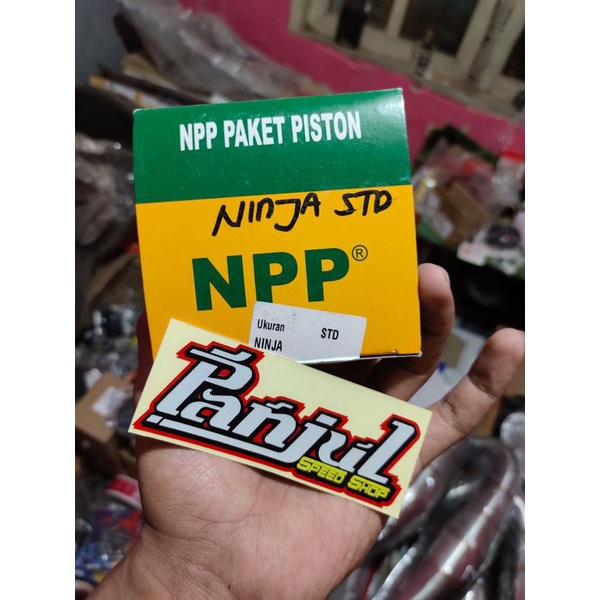 NPP PAKET PISTON
NINJA STD
NPP®
Ukuran STD
NINJA
Panjul
SPEED SHOP